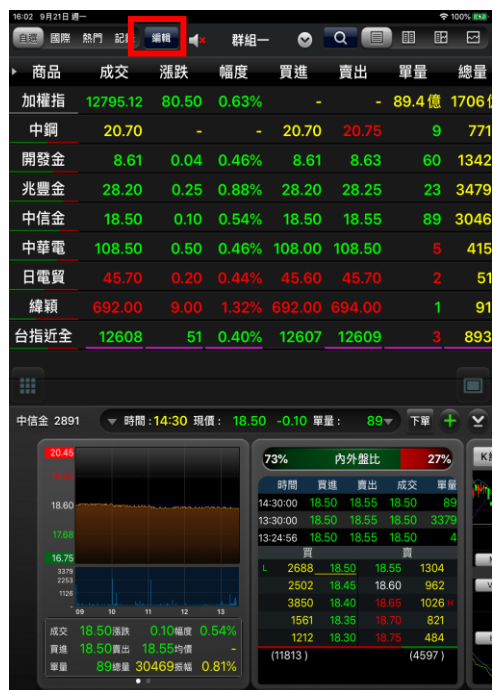 16:02 9月21日 週一 100%
自選 國際 熱門 編輯 群組一
商品 成交 漲跌 幅度 買進 賣出 單量 總量
加權指 12795.12 80.50 0.63% - - 89.4億 1706億
中鋼 20.70 - - 20.70 20.75 9 771
開發金 8.61 0.04 0.46% 8.61 8.63 60 1342
兆豐金 28.20 0.25 0.88% 28.20 28.25 23 3479
中信金 18.50 0.10 0.54% 18.50 18.55 89 3046
中華電 108.50 0.50 0.46% 108.00 108.50 5 415
日電貿 45.70 0.20 0.44% 45.60 45.70 2 51
緯穎 692.00 9.00 1.32% 692.00 694.00 1 91
台指近全 12608 51 0.40% 12607 12609 3 893
中信金 2891 時間:14:30 現價: 18.50 -0.10 單量: 89 下單
20.45
18.60
17.68
16.75
3379
2253
1126
09 10 11 12 13
成交 18.50 漲跌 0.10 幅度 0.54%
買進 18.50 賣出 18.55 均價 -
單量 89 總量 30469 振幅 0.81%
73% 內外盤比 27%
時間 買進 賣出 成交 單量
14:30:00 18.50 18.55 18.50 89
13:30:00 18.50 18.55 18.50 3379
13:24:56 18.50 18.55 18.50 4
買 賣
L 2688 18.50 18.55 1304
2502 18.45 18.60 962
3850 18.40 18.65 1026 H
1561 18.35 18.70 821
1212 18.30 18.75 484
(11813) (4597)